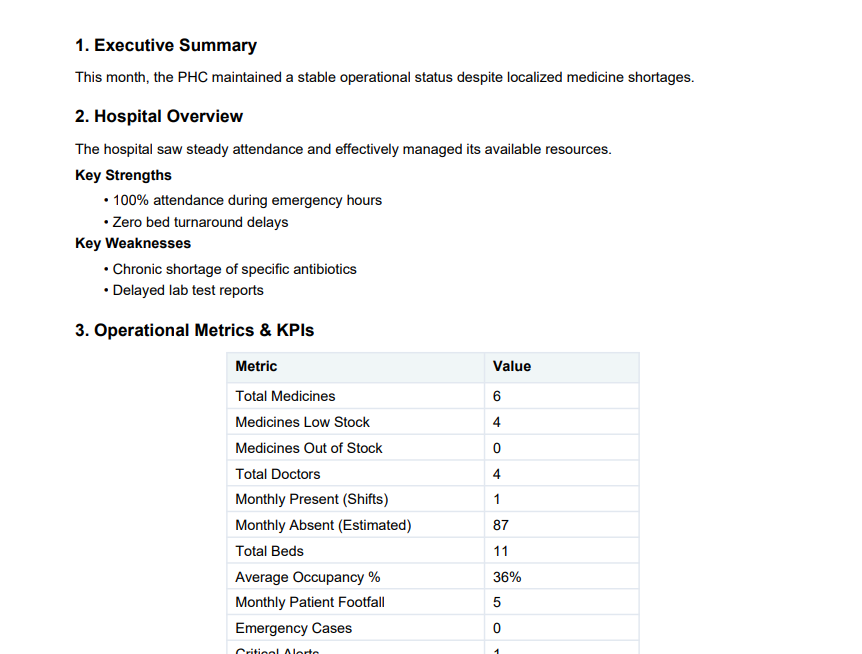 1. Executive Summary
This month, the PHC maintained a stable operational status despite localized medicine shortages.
2. Hospital Overview
The hospital saw steady attendance and effectively managed its available resources.
Key Strengths
• 100% attendance during emergency hours
• Zero bed turnaround delays
Key Weaknesses
• Chronic shortage of specific antibiotics
• Delayed lab test reports
3. Operational Metrics & KPIs
Metric Value
Total Medicines 6
Medicines Low Stock 4
Medicines Out of Stock 0
Total Doctors 4
Monthly Present (Shifts) 1
Monthly Absent (Estimated) 87
Total Beds 11
Average Occupancy % 36%
Monthly Patient Footfall 5
Emergency Cases 0
Critical Alerts 1